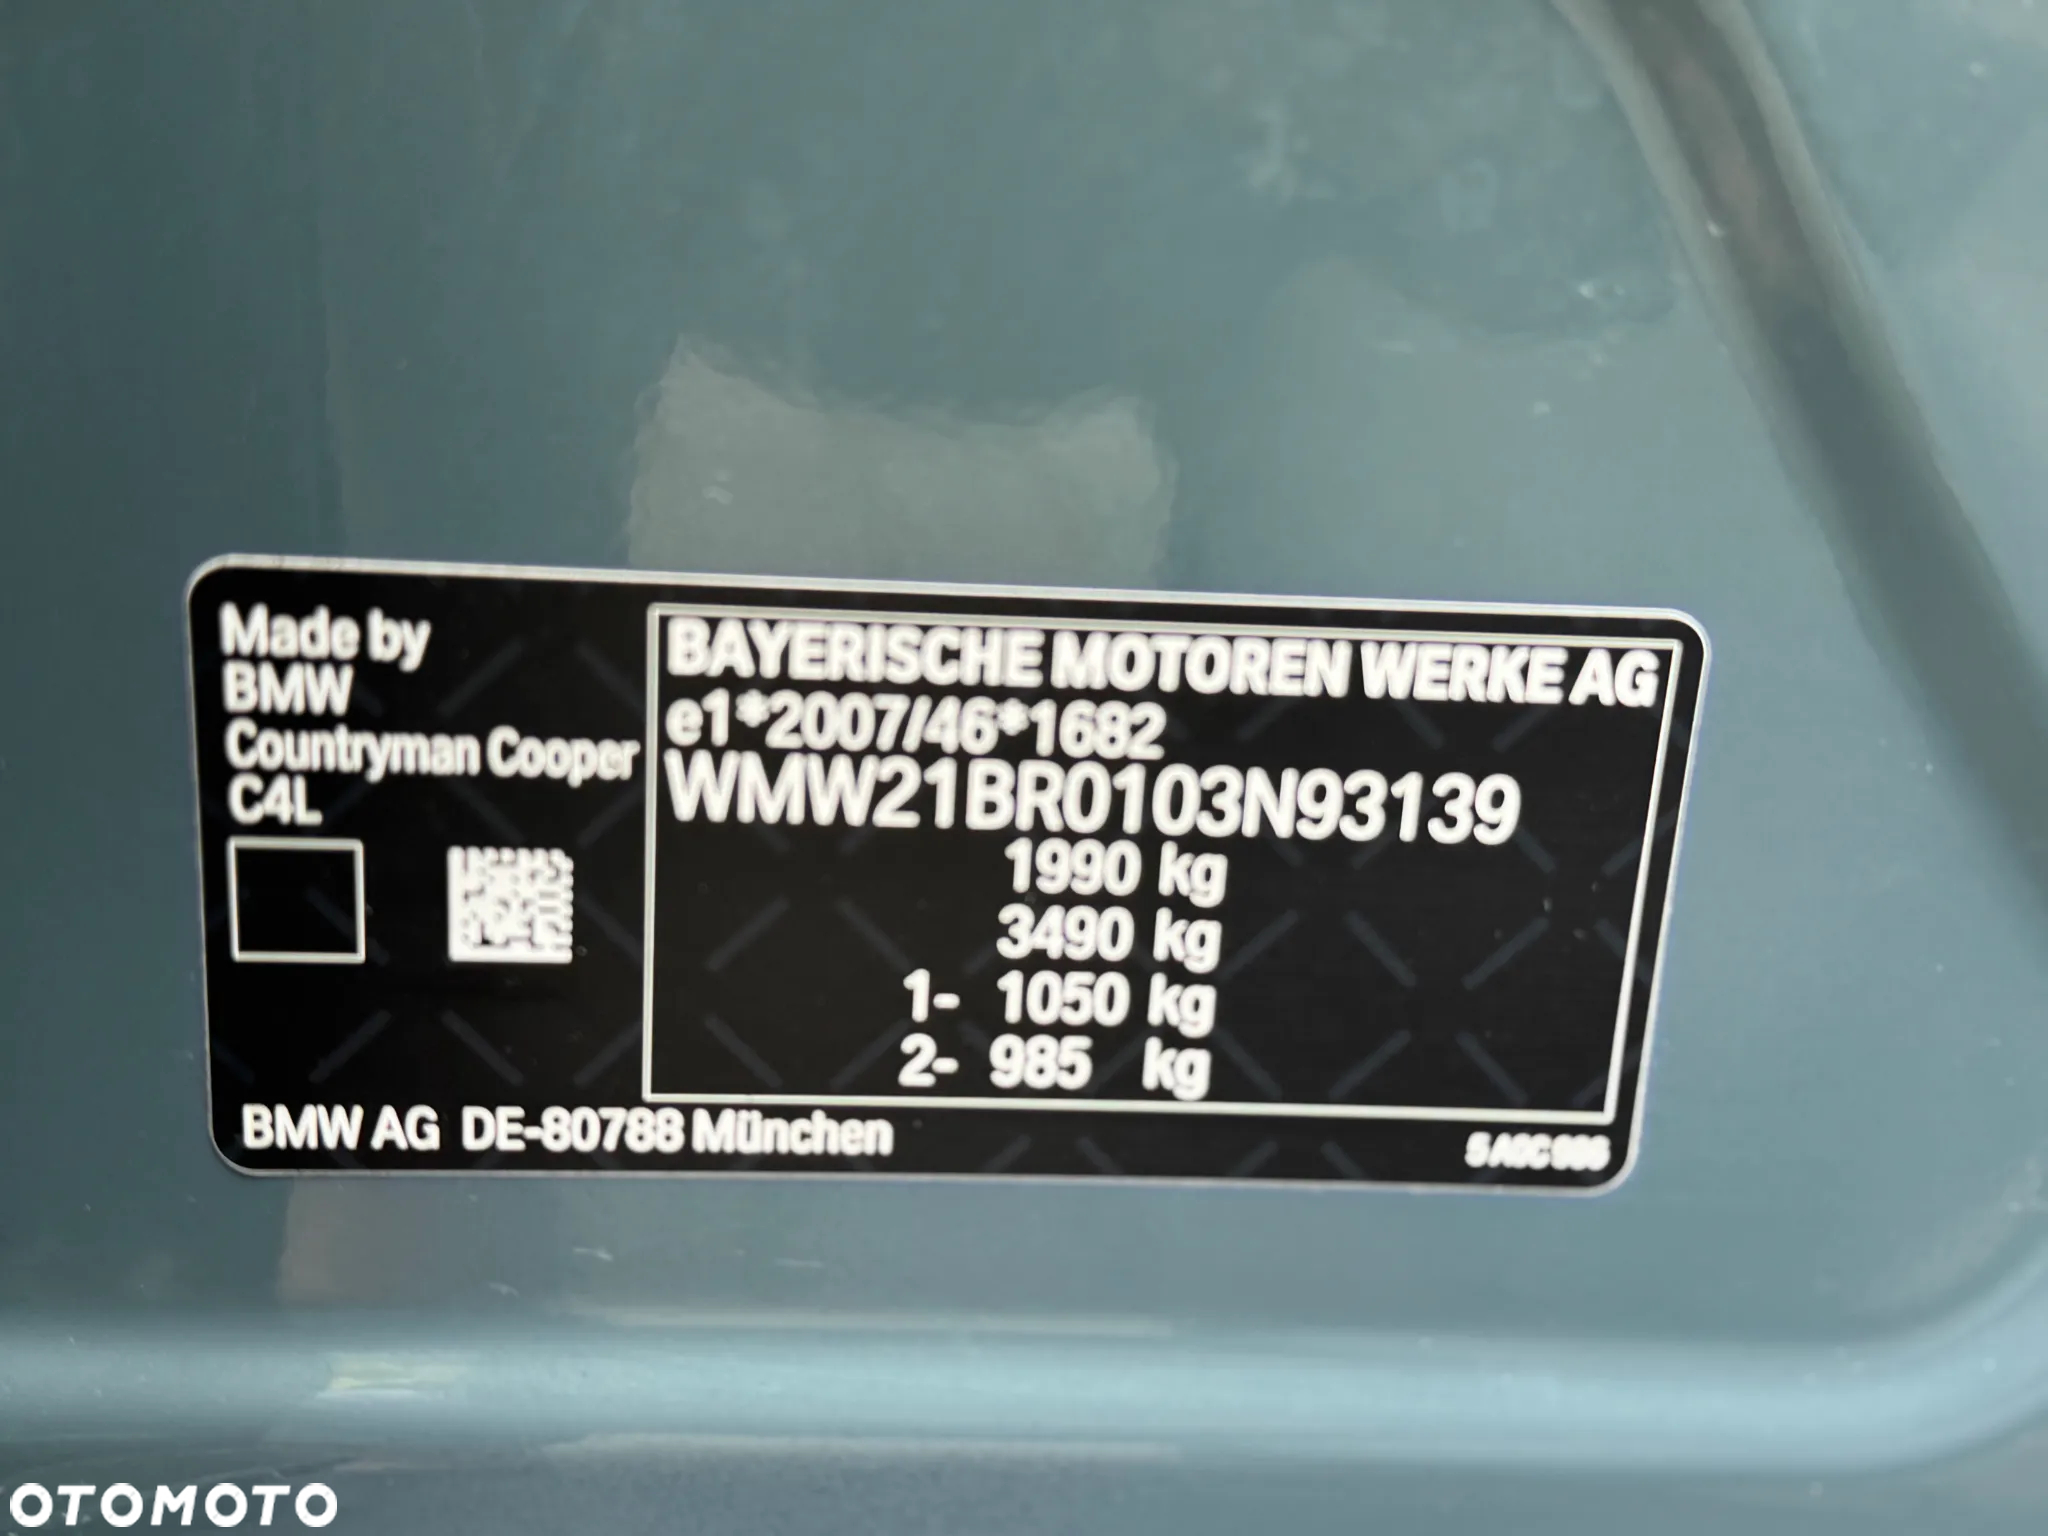 Made by
BMW
Countryman Cooper
C4L
BAYERISCHE MOTOREN WERKE AG
e1*2007/46*1682
WMW21BR0103N93139
1990 kg
3490 kg
1- 1050 kg
2- 985 kg
BMW AG DE-80788 München
OTOMOTO